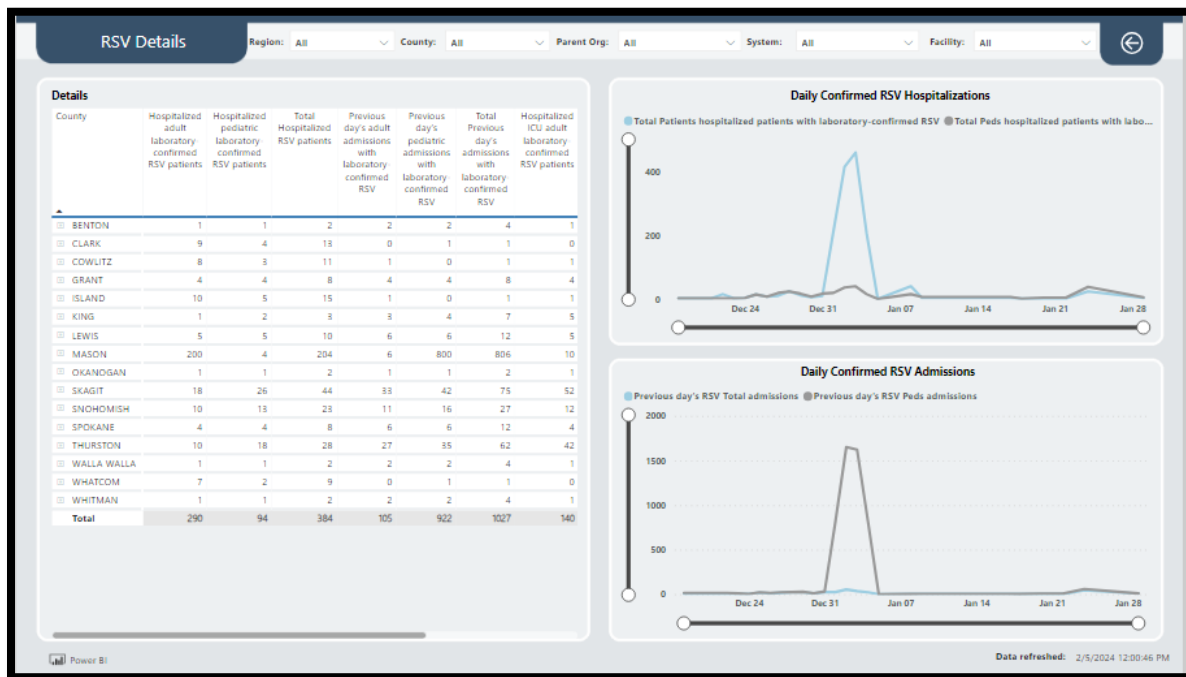 RSV Details
Region: All County: All Parent Org: All System: All Facility: All
Details
County Hospitalized adult laboratory-confirmed RSV patients Hospitalized pediatric laboratory-confirmed RSV patients Total Hospitalized RSV patients Previous day's adult admissions with laboratory-confirmed RSV Previous day's pediatric admissions with laboratory-confirmed RSV Total Previous day's admissions with laboratory-confirmed RSV Hospitalized ICU adult laboratory-confirmed RSV patients
BENTON 1 1 2 2 2 4 1
CLARK 9 4 13 0 1 1 0
COWLITZ 8 3 11 1 0 1 1
GRANT 4 4 8 4 4 8 4
ISLAND 10 5 15 1 0 1 1
KING 1 2 3 3 4 7 5
LEWIS 5 5 10 6 6 12 5
MASON 200 4 204 6 800 806 10
OKANOGAN 1 1 2 1 1 2 1
SKAGIT 18 26 44 33 42 75 52
SNOHOMISH 10 13 23 11 16 27 12
SPOKANE 4 4 8 6 6 12 4
THURSTON 10 18 28 27 35 62 42
WALLA WALLA 1 1 2 2 2 4 1
WHATCOM 7 2 9 0 1 1 0
WHITMAN 1 1 2 2 2 4 1
Total 290 94 384 105 922 1027 140
Daily Confirmed RSV Hospitalizations
Total Patients hospitalized patients with laboratory-confirmed RSV Total Peds hospitalized patients with labo...
400
200
0
Dec 24 Dec 31 Jan 07 Jan 14 Jan 21 Jan 28
Daily Confirmed RSV Admissions
Previous day's RSV Total admissions Previous day's RSV Peds admissions
2000
1500
1000
500
0
Dec 24 Dec 31 Jan 07 Jan 14 Jan 21 Jan 28
Power BI
Data refreshed: 2/5/2024 12:00:46 PM